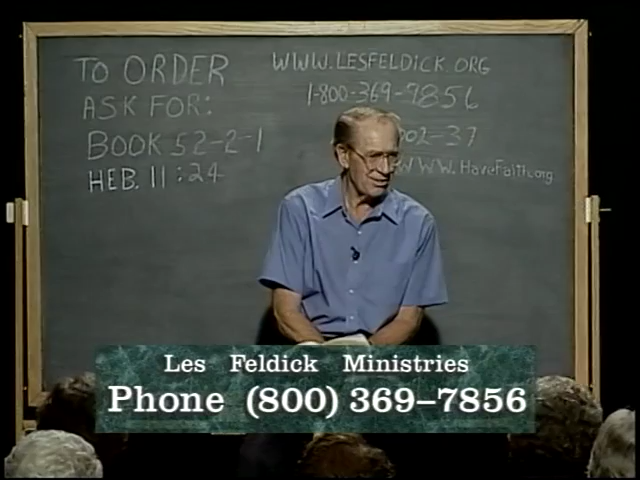 TO ORDER
ASK FOR:
BOOK 52-2-1
HEB. 11:24
WWW.LESFELDICK.ORG
1-800-369-7856
002-37
WWW.HaveFaith.org
Les Feldick Ministries
Phone (800) 369–7856